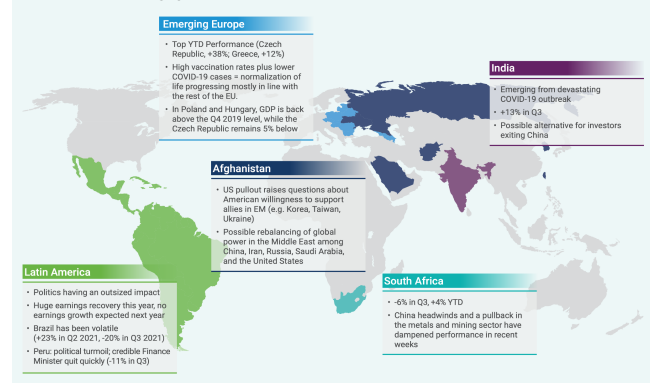 Emerging Europe
• Top YTD Performance (Czech
Republic, +38%; Greece, +12%)
• High vaccination rates plus lower
COVID-19 cases = normalization of
life progressing mostly in line with
the rest of the EU.
• In Poland and Hungary, GDP is back
above the Q4 2019 level, while the
Czech Republic remains 5% below
India
• Emerging from devastating
COVID-19 outbreak
• +13% in Q3
• Possible alternative for investors
exiting China
Afghanistan
• US pullout raises questions about
American willingness to support
allies in EM (e.g. Korea, Taiwan,
Ukraine)
• Possible rebalancing of global
power in the Middle East among
China, Iran, Russia, Saudi Arabia,
and the United States
Latin America
• Politics having an outsized impact
• Huge earnings recovery this year, no
earnings growth expected next year
• Brazil has been volatile
(+23% in Q2 2021, -20% in Q3 2021)
• Peru: political turmoil; credible Finance
Minister quit quickly (-11% in Q3)
South Africa
• -6% in Q3, +4% YTD
• China headwinds and a pullback in
the metals and mining sector have
dampened performance in recent
weeks